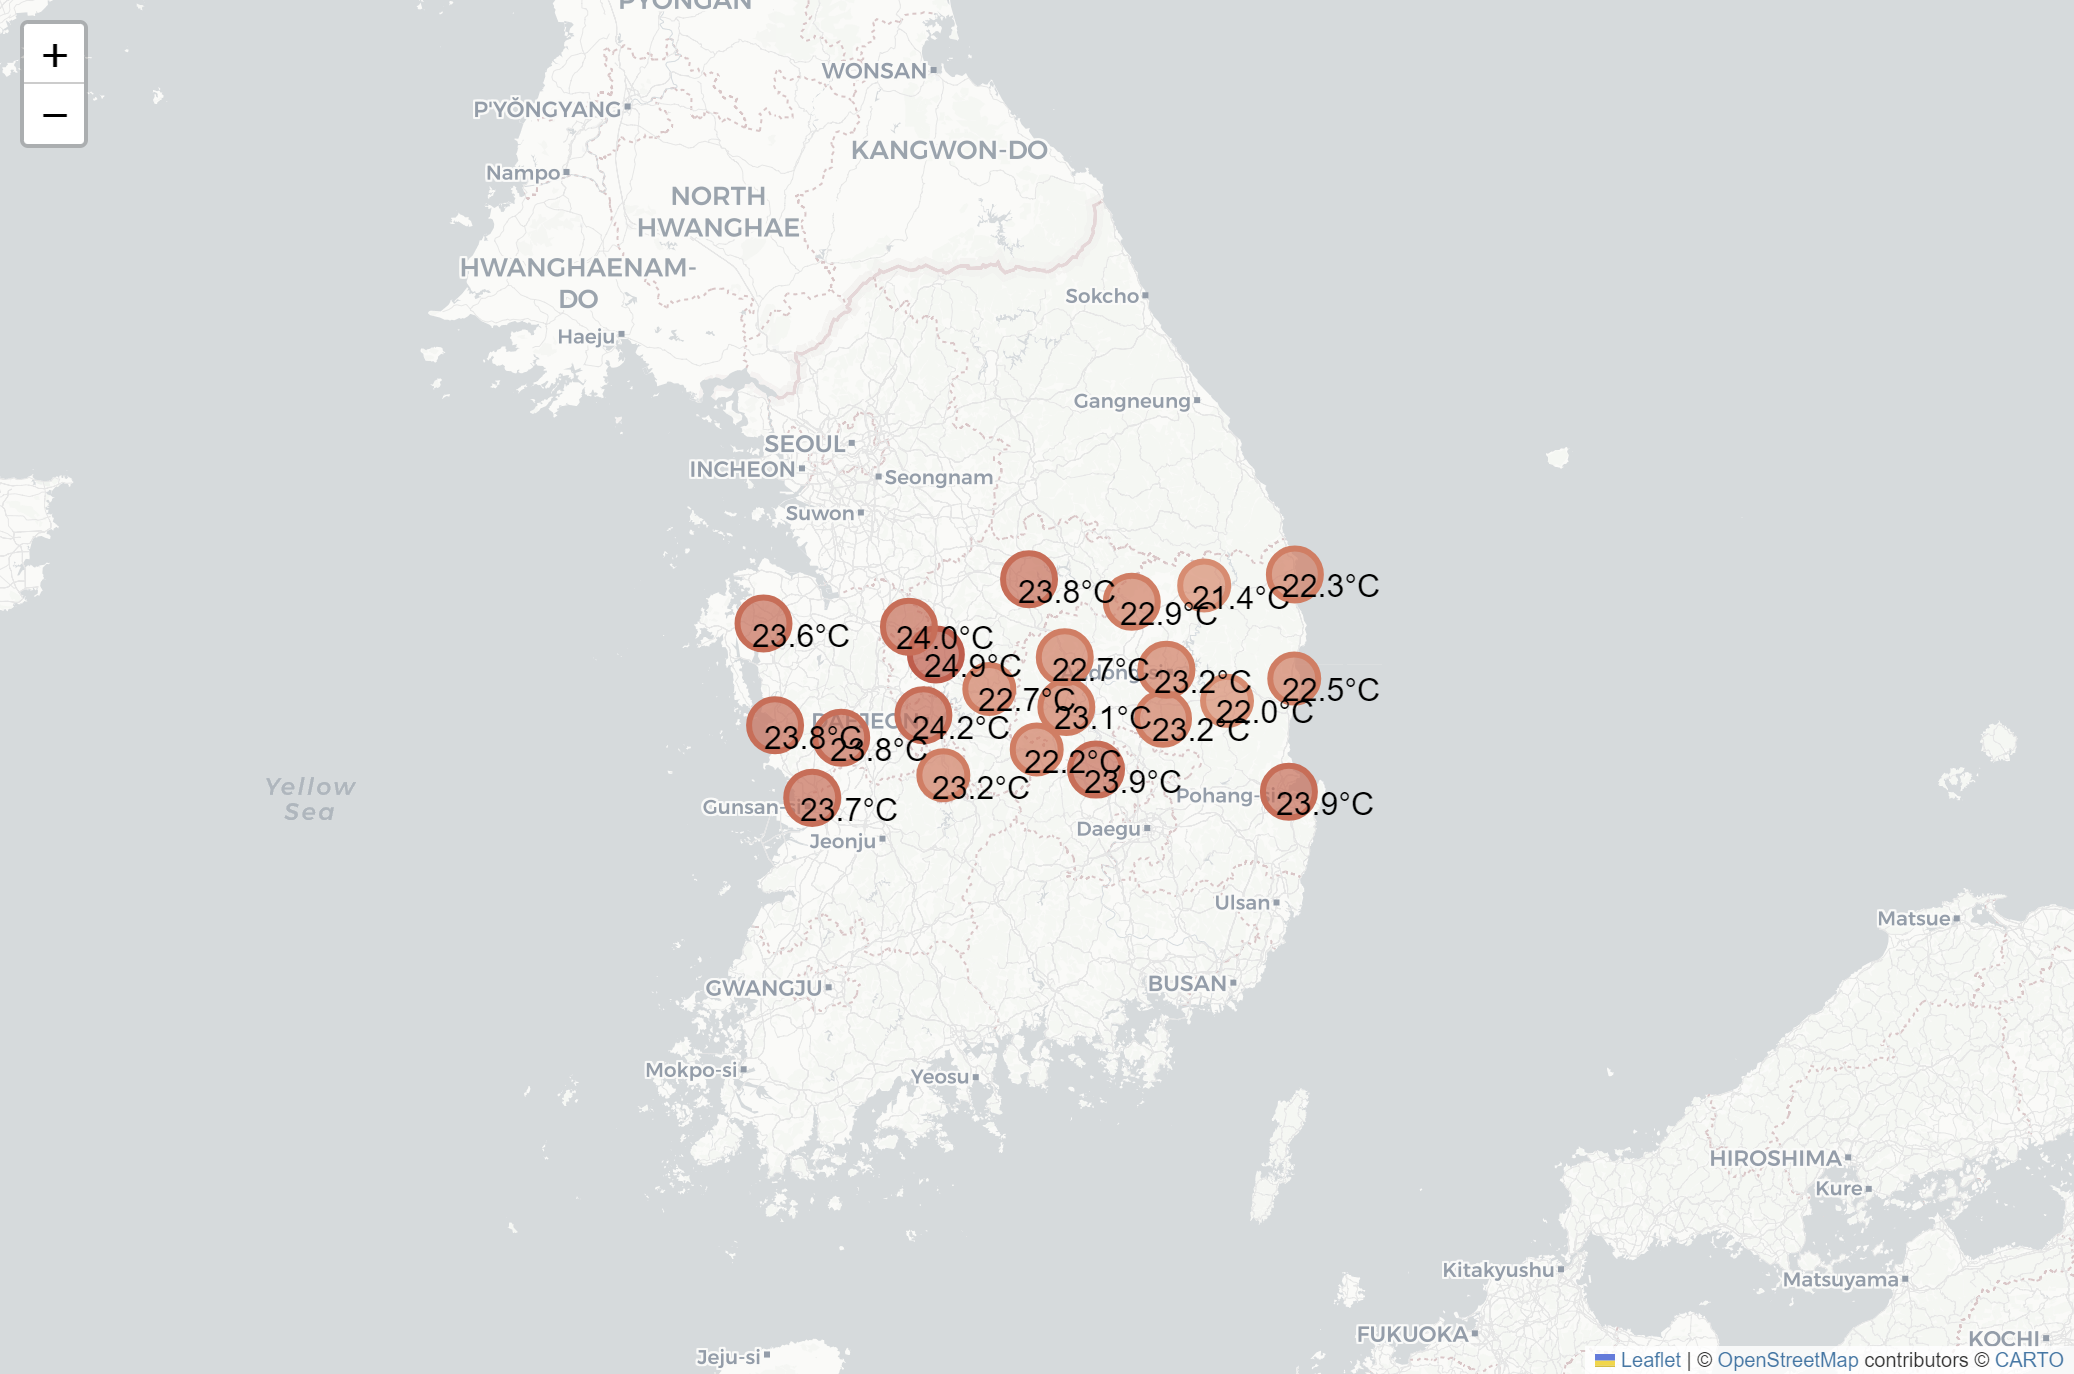 +
−
PYONGAN
WONSAN
P'YŎNGYANG
KANGWON-DO
Nampo
NORTH
HWANGHAE
HWANGHAENAM-
DO
Sokcho
Haeju
Gangneung
SEOUL
INCHEON
Seongnam
Suwon
23.8°C
22.9°C
21.4°C
22.3°C
23.6°C
24.0°C
24.9°C
22.7°C
22.7°C
23.2°C
22.5°C
23.1°C
22.0°C
23.2°C
DAEJEON
24.2°C
23.8°C
23.8°C
22.2°C
23.9°C
23.2°C
Yellow
Sea
Gunsan-si
23.7°C
Pohang-si
23.9°C
Daegu
Jeonju
Ulsan
Matsue
GWANGJU
BUSAN
Mokpo-si
Yeosu
HIROSHIMA
Kure
Kitakyushu
Matsuyama
FUKUOKA
KOCHI
Jeju-si
Leaflet | © OpenStreetMap contributors © CARTO